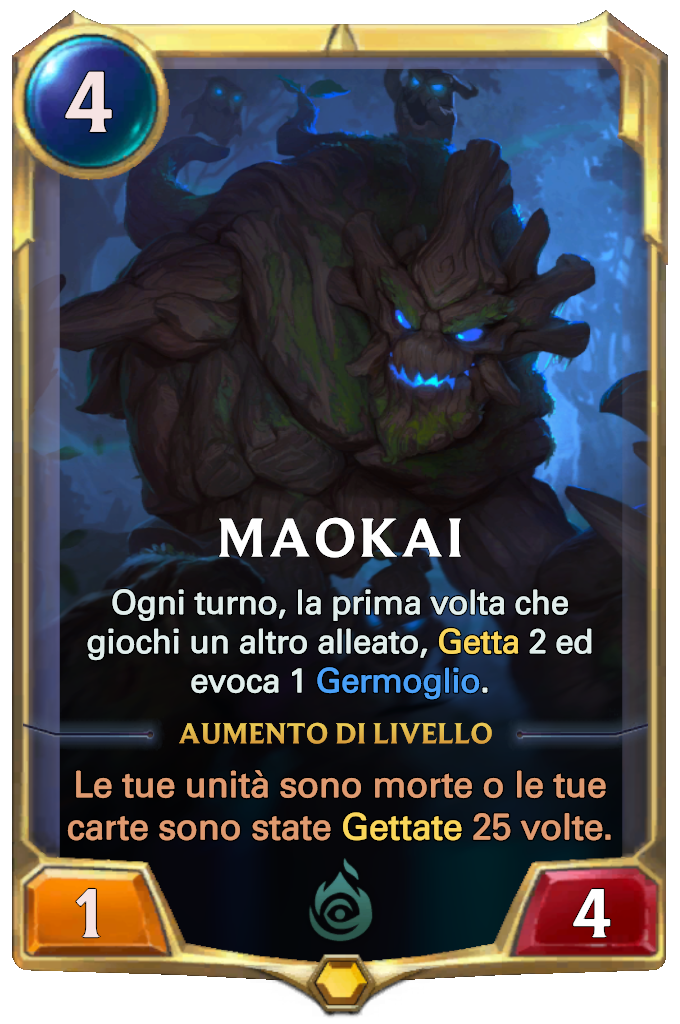 4
MAOKAI
Ogni turno, la prima volta che
giochi un altro alleato, Getta 2 ed
evoca 1 Germoglio.
AUMENTO DI LIVELLO
Le tue unità sono morte o le tue
carte sono state Gettate 25 volte.
1
4